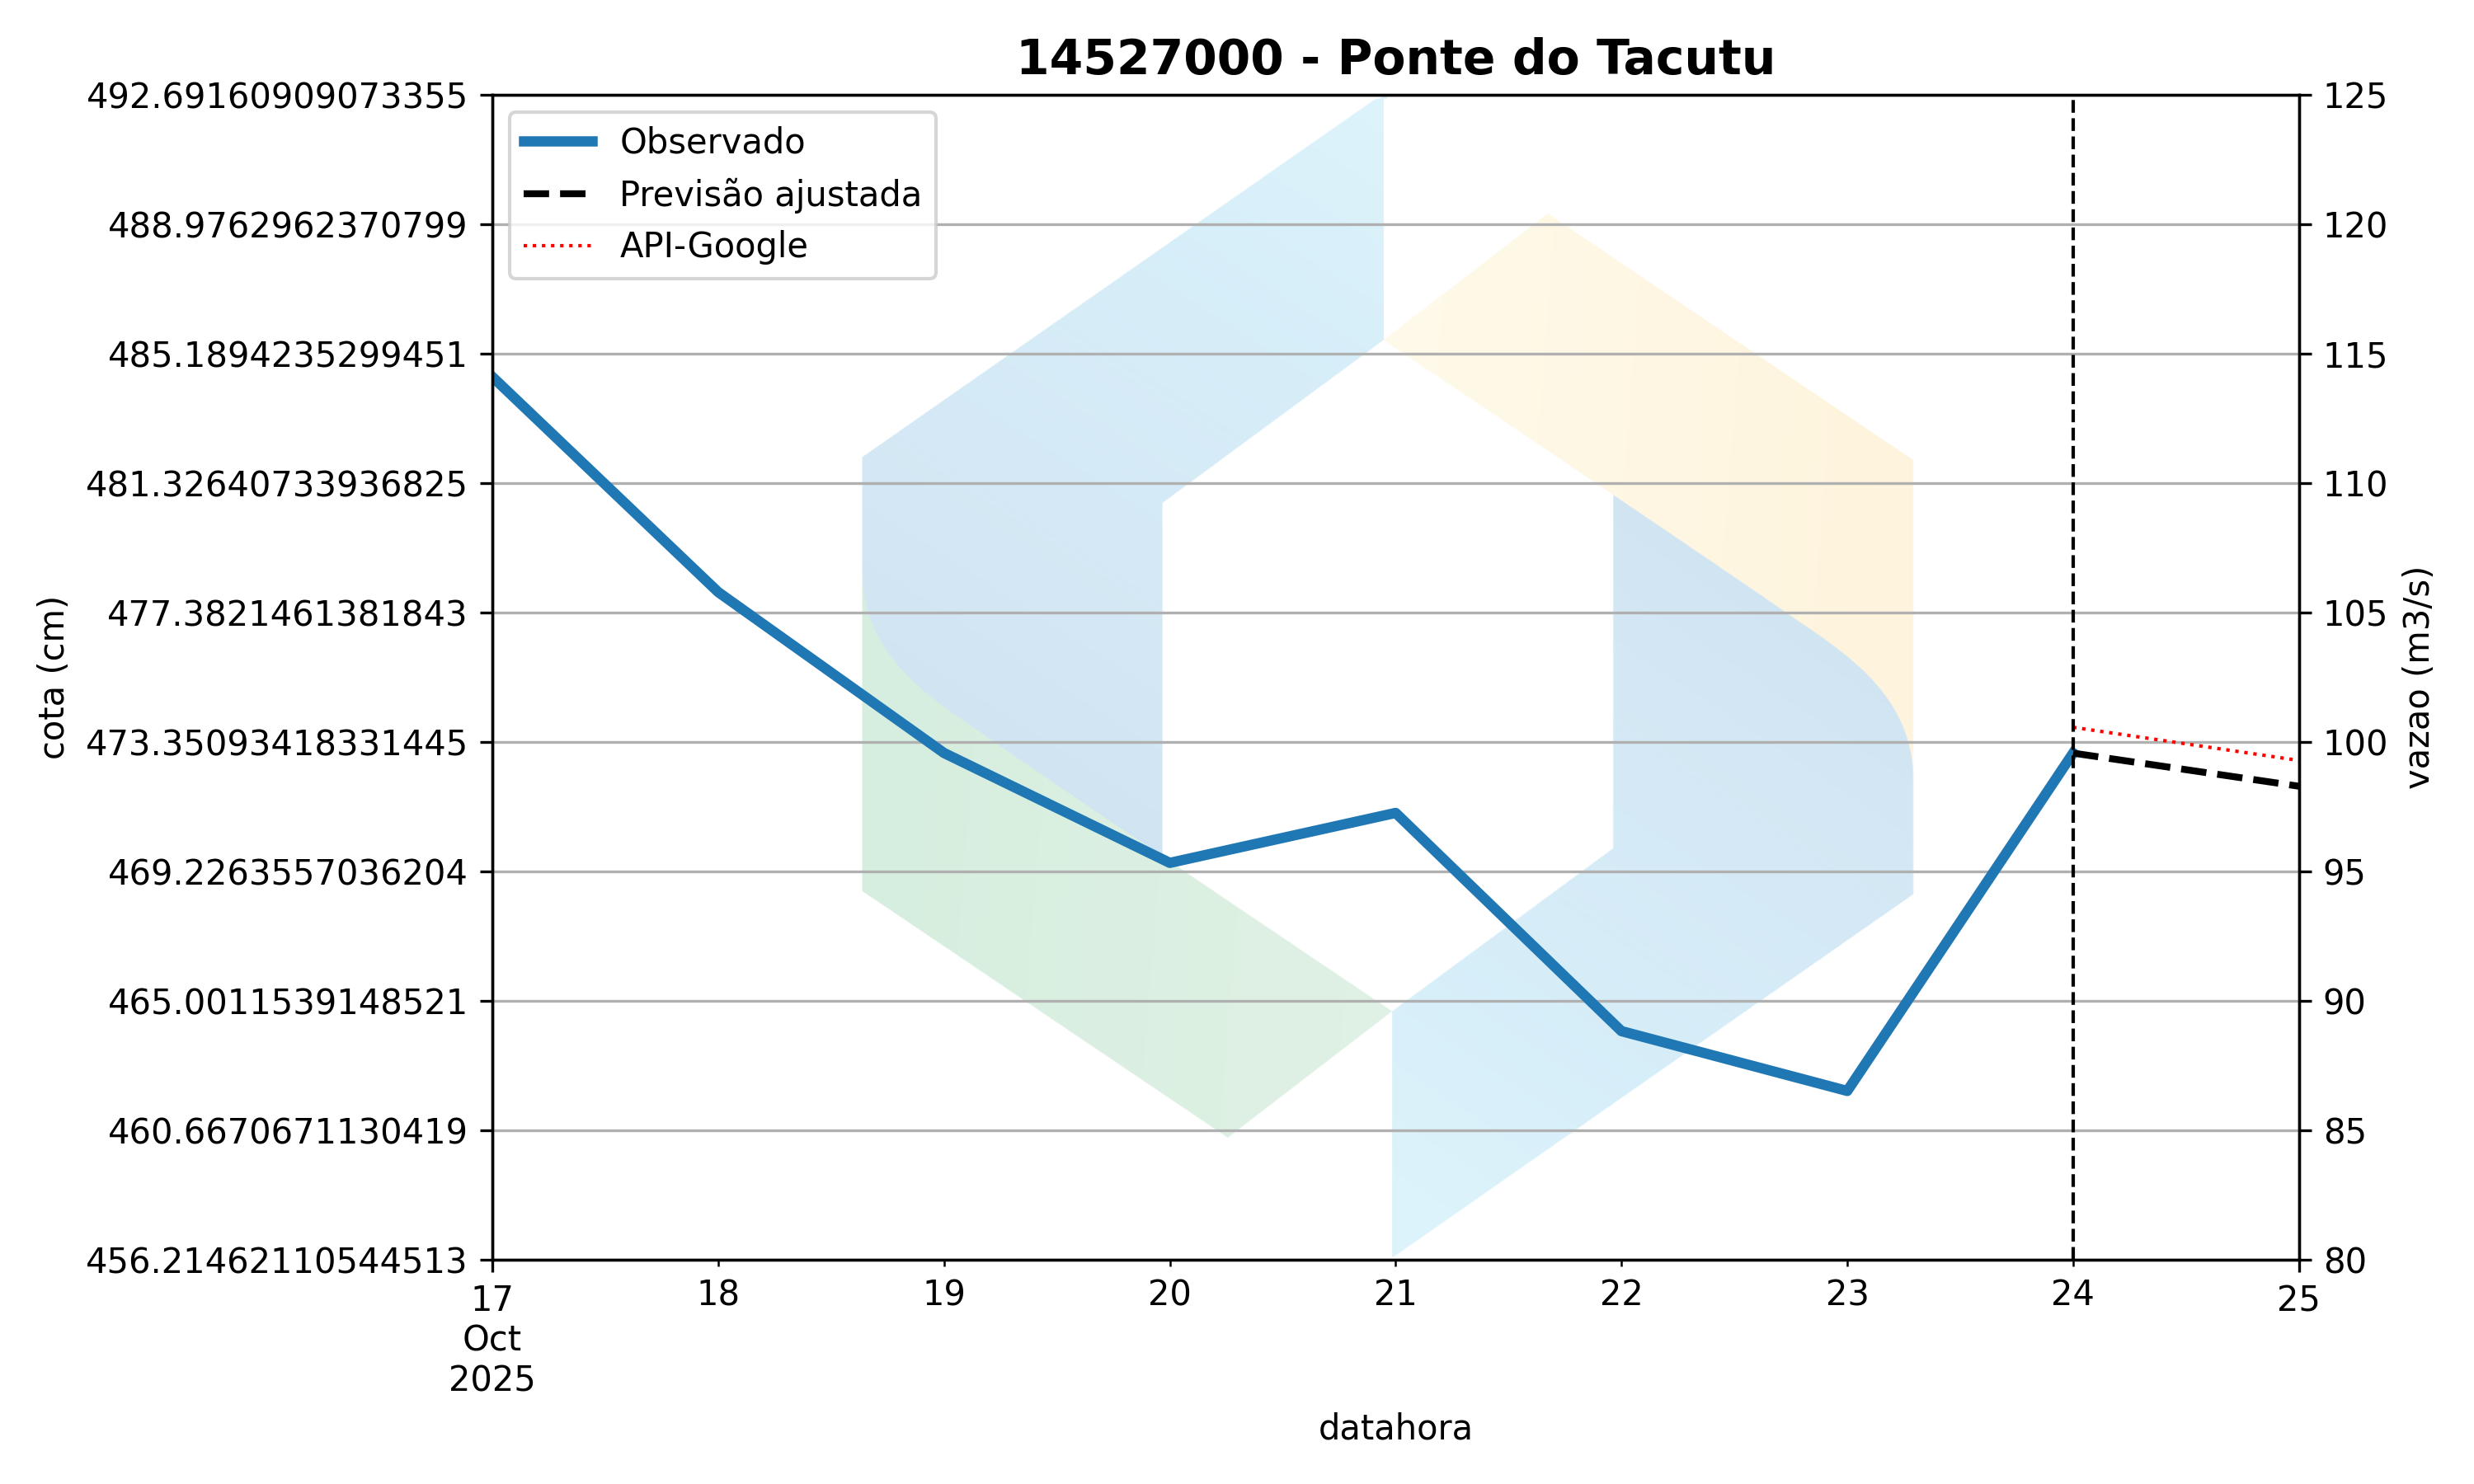 14527000 - Ponte do Tacutu
Observado
Previsão ajustada
API-Google
cota (cm)
492.69160909073355
488.9762962370799
485.1894235299451
481.32640733936825
477.3821461381843
473.35093418331445
469.2263557036204
465.0011539148521
460.6670671130419
456.21462110544513
125
120
115
110
105
100
95
90
85
80
vazao (m3/s)
17 18 19 20 21 22 23 24 25
Oct
2025
datahora